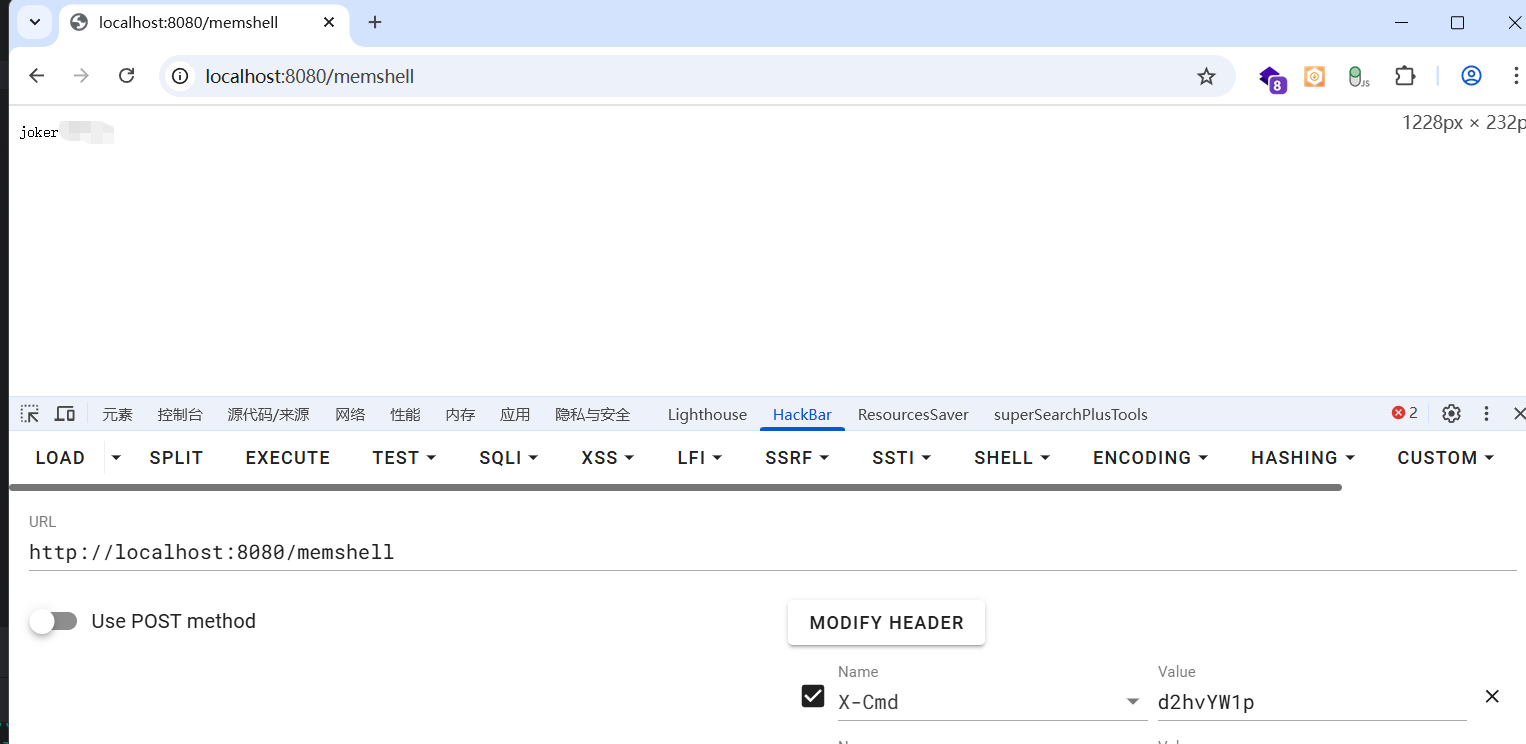 localhost:8080/memshell
localhost:8080/memshell
8
JS
joker
1228px × 232p
元素 控制台 源代码/来源 网络 性能 内存 应用 隐私与安全 Lighthouse HackBar ResourcesSaver superSearchPlusTools 2
LOAD SPLIT EXECUTE TEST SQLI XSS LFI SSRF SSTI SHELL ENCODING HASHING CUSTOM
URL
http://localhost:8080/memshell
Use POST method
MODIFY HEADER
Name Value
X-Cmd d2hvYW1p